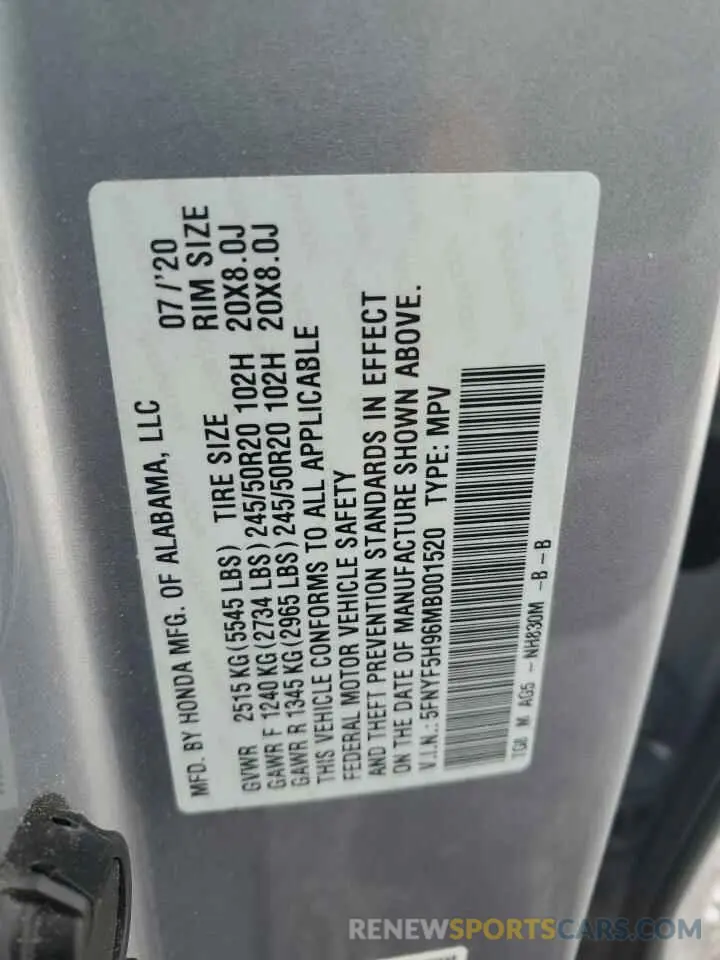 MFD. BY HONDA MFG. OF ALABAMA, LLC 07/'20
GVWR 2515 KG (5545 LBS) TIRE SIZE RIM SIZE
GAWR F 1240 KG (2734 LBS) 245/50R20 102H 20X8.0J
GAWR R 1345 KG (2965 LBS) 245/50R20 102H 20X8.0J
THIS VEHICLE CONFORMS TO ALL APPLICABLE
FEDERAL MOTOR VEHICLE SAFETY
AND THEFT PREVENTION STANDARDS IN EFFECT
ON THE DATE OF MANUFACTURE SHOWN ABOVE.
V.I.N.: 5FNYF5H96MB001520 TYPE: MPV
TG8 M AG5 - NH830M - B - B
RENEWSPORTSCARS.COM